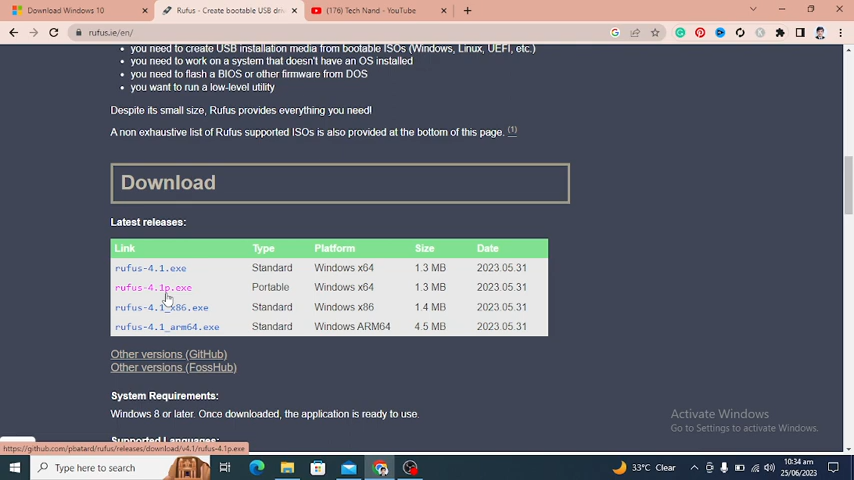 Download Windows 10
Rufus - Create bootable USB driv
(176) Tech Nand - YouTube
rufus.ie/en/
you need to create USB installation media from bootable ISOs (Windows, Linux, UEFI, etc.)
you need to work on a system that doesn't have an OS installed
you need to flash a BIOS or other firmware from DOS
you want to run a low-level utility
Despite its small size, Rufus provides everything you need!
A non exhaustive list of Rufus supported ISOs is also provided at the bottom of this page. (1)
Download
Latest releases:
Link Type Platform Size Date
rufus-4.1.exe Standard Windows x64 1.3 MB 2023.05.31
rufus-4.1p.exe Portable Windows x64 1.3 MB 2023.05.31
rufus-4.1_x86.exe Standard Windows x86 1.4 MB 2023.05.31
rufus-4.1_arm64.exe Standard Windows ARM64 4.5 MB 2023.05.31
Other versions (GitHub)
Other versions (FossHub)
System Requirements:
Windows 8 or later. Once downloaded, the application is ready to use.
Activate Windows
Go to Settings to activate Windows.
Supported Languages:
https://github.com/pbatard/rufus/releases/download/v4.1/rufus-4.1p.exe
Type here to search
33°C Clear
10:34 am
25/06/2023